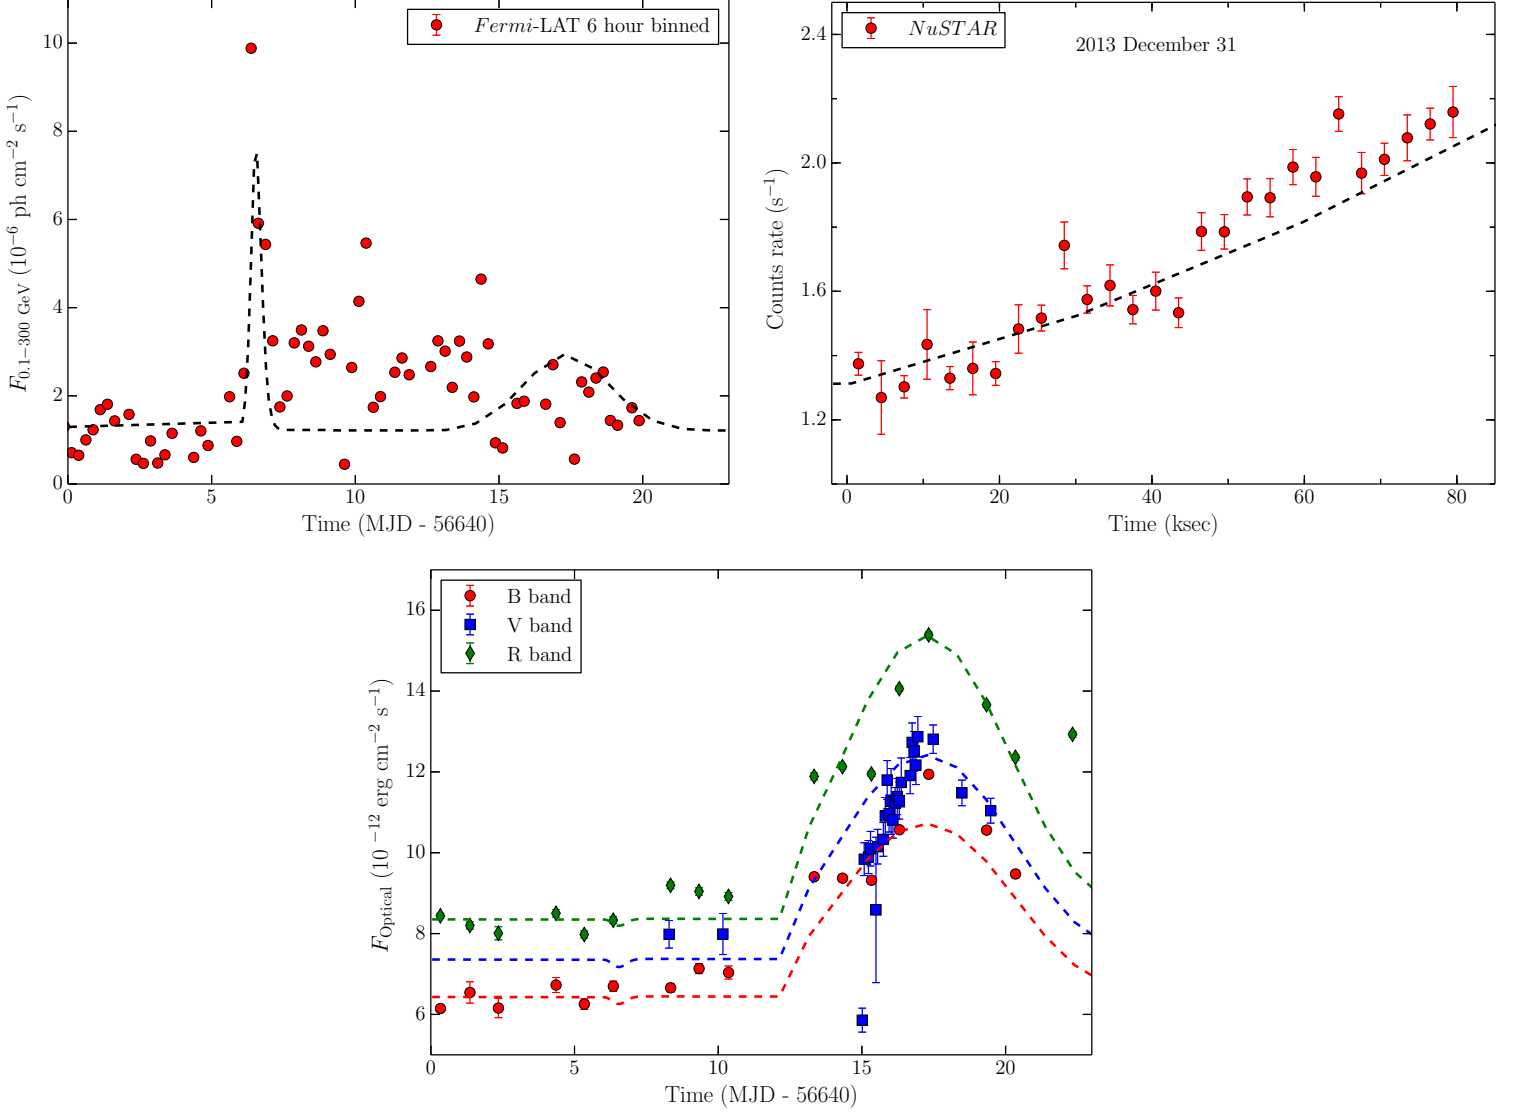 Fermi-LAT 6 hour binned
F0.1−300 GeV (10−6 ph cm−2 s−1)
10
8
6
4
2
0
0 5 10 15 20
Time (MJD - 56640)
NuSTAR
2013 December 31
Counts rate (s−1)
2.4
2.0
1.6
1.2
0 20 40 60 80
Time (ksec)
B band
V band
R band
FOptical (10−12 erg cm−2 s−1)
16
14
12
10
8
6
0 5 10 15 20
Time (MJD - 56640)